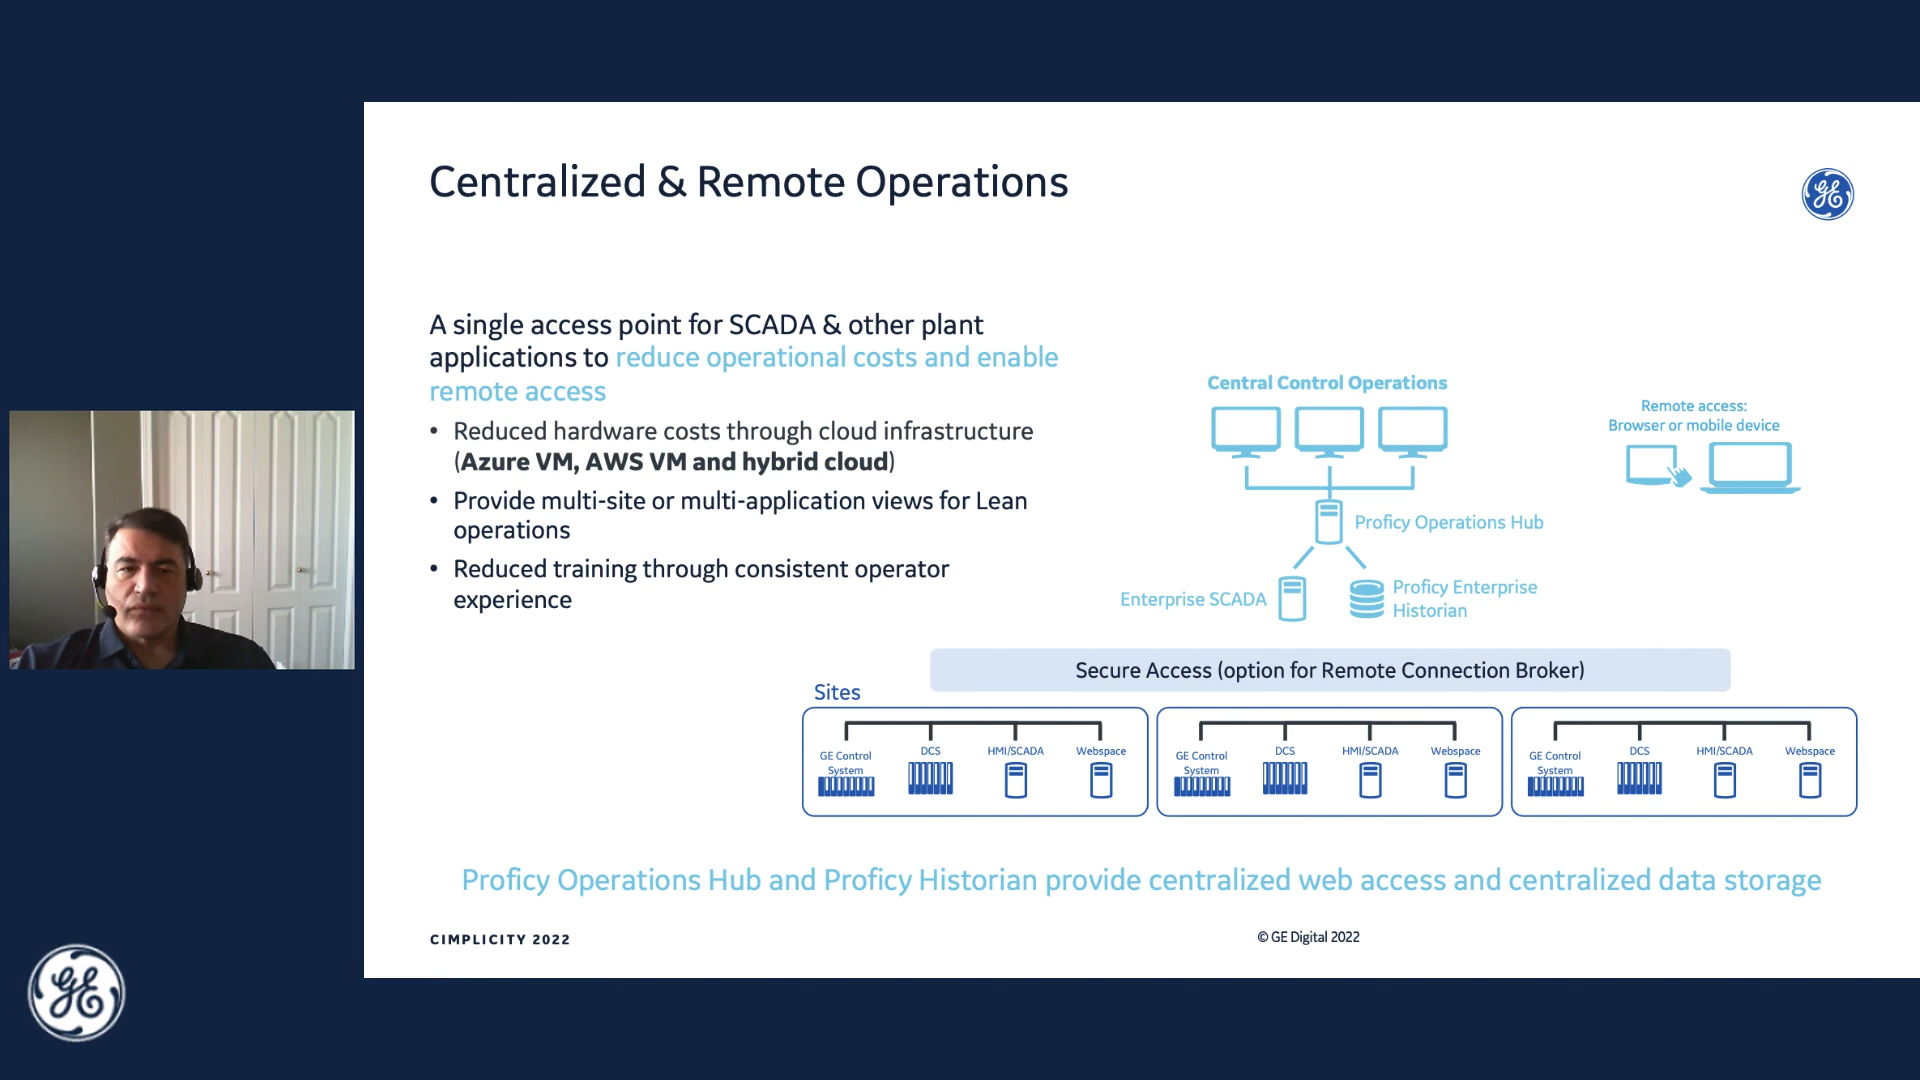 Centralized & Remote Operations
GE
A single access point for SCADA & other plant
applications to reduce operational costs and enable
remote access
• Reduced hardware costs through cloud infrastructure
(Azure VM, AWS VM and hybrid cloud)
• Provide multi-site or multi-application views for Lean
operations
• Reduced training through consistent operator
experience
Central Control Operations
Remote access:
Browser or mobile device
Proficy Operations Hub
Enterprise SCADA
Proficy Enterprise
Historian
Secure Access (option for Remote Connection Broker)
Sites
GE Control
System
DCS
HMI/SCADA
Webspace
GE Control
System
DCS
HMI/SCADA
Webspace
GE Control
System
DCS
HMI/SCADA
Webspace
Proficy Operations Hub and Proficy Historian provide centralized web access and centralized data storage
CIMPLICITY 2022
© GE Digital 2022
GE